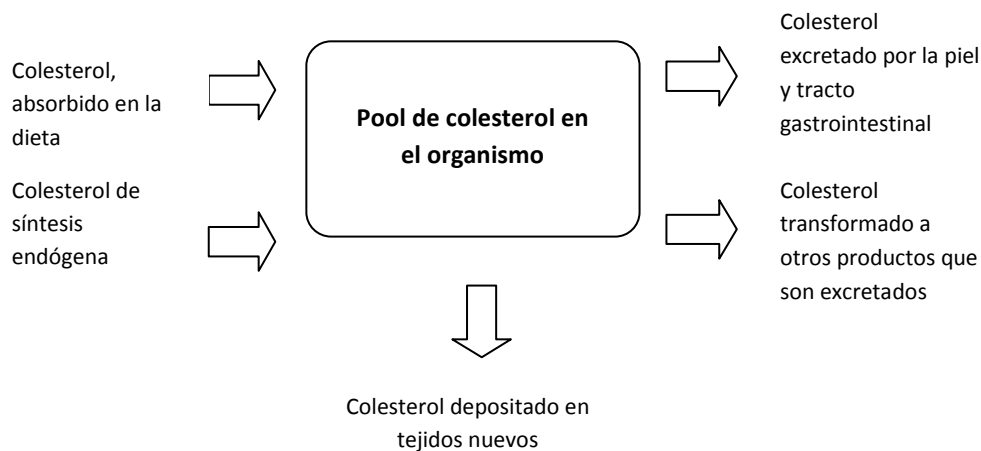 Colesterol,
absorbido en la
dieta
Colesterol de
síntesis
endógena
Pool de colesterol en
el organismo
Colesterol
excretado por la piel
y tracto
gastrointestinal
Colesterol
transformado a
otros productos que
son excretados
Colesterol depositado en
tejidos nuevos